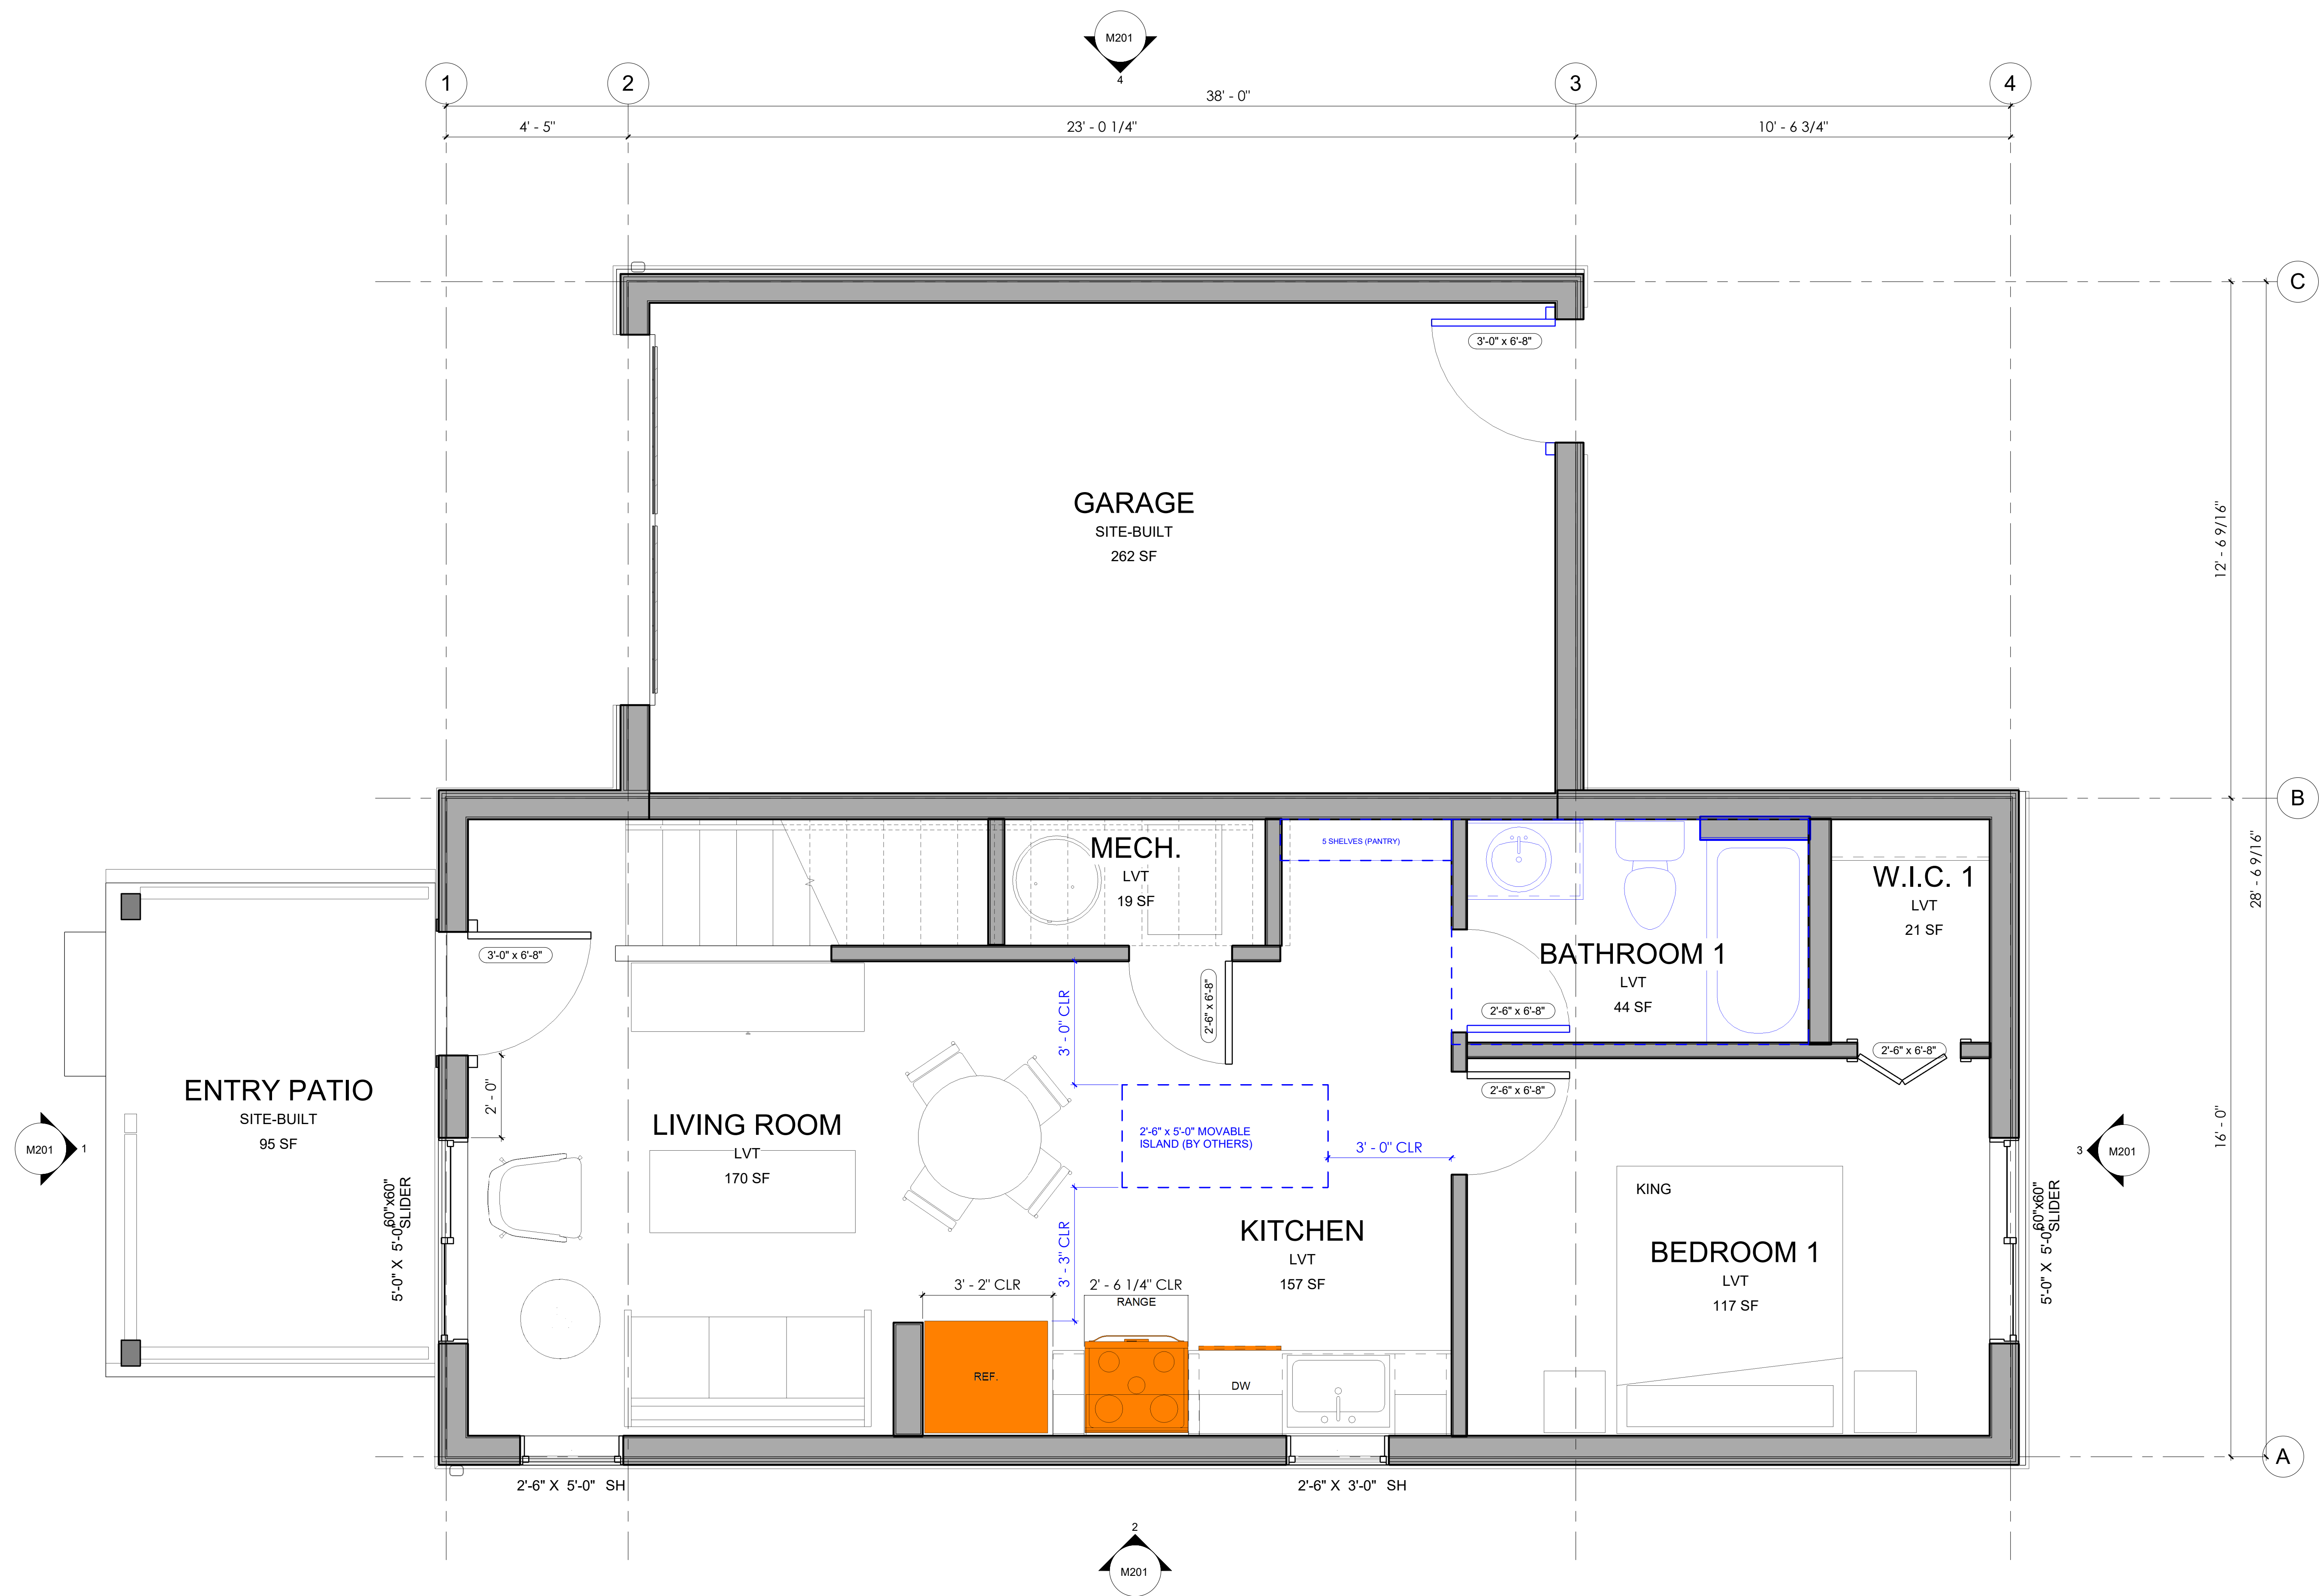 M201
4
1
2
3
4
38' - 0"
4' - 5"
23' - 0 1/4"
10' - 6 3/4"
C
3'-0" x 6'-8"
GARAGE
SITE-BUILT
262 SF
12' - 6 9/16"
B
28' - 6 9/16"
16' - 0"
MECH.
LVT
19 SF
5 SHELVES (PANTRY)
W.I.C. 1
LVT
21 SF
BATHROOM 1
LVT
44 SF
3'-0" x 6'-8"
2'-6" x 6'-8"
2'-6" x 6'-8"
2'-6" x 6'-8"
2'-6" x 6'-8"
3' - 0" CLR
2' - 0"
ENTRY PATIO
SITE-BUILT
95 SF
M201
1
LIVING ROOM
LVT
170 SF
2'-6" x 5'-0" MOVABLE
ISLAND (BY OTHERS)
3' - 0" CLR
3
M201
KING
60"x60"
SLIDER
5'-0" X 5'-0"
60"x60"
SLIDER
5'-0" X 5'-0"
KITCHEN
LVT
157 SF
BEDROOM 1
LVT
117 SF
3' - 3" CLR
3' - 2" CLR
2' - 6 1/4" CLR
RANGE
REF.
DW
A
2'-6" X 5'-0" SH
2'-6" X 3'-0" SH
2
M201